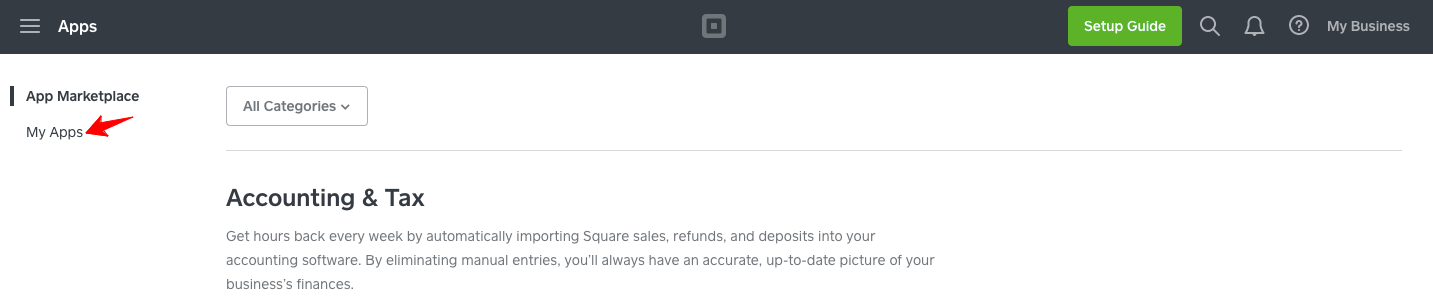 Apps
Setup Guide
My Business
App Marketplace
My Apps
All Categories
Accounting & Tax
Get hours back every week by automatically importing Square sales, refunds, and deposits into your
accounting software. By eliminating manual entries, you’ll always have an accurate, up-to-date picture of your
business’s finances.